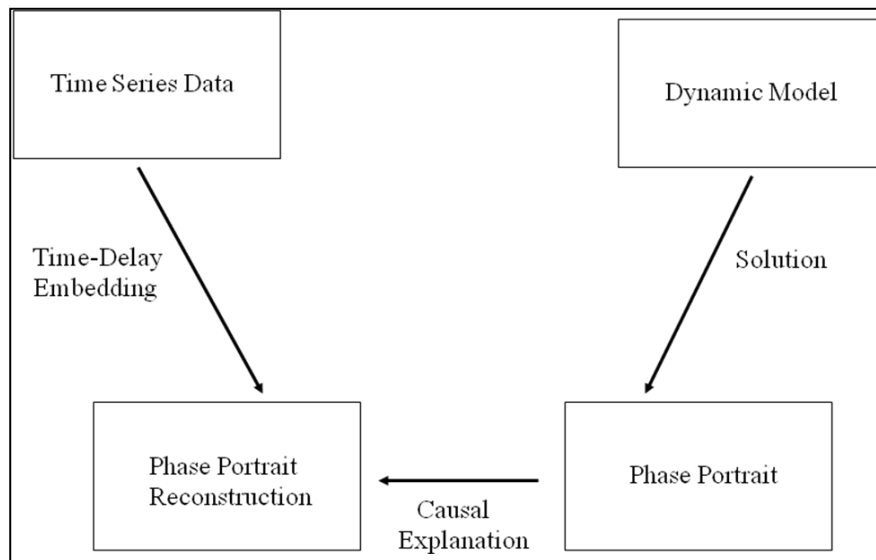 Time Series Data
Dynamic Model
Time-Delay
Embedding
Solution
Phase Portrait
Reconstruction
Causal
Explanation
Phase Portrait